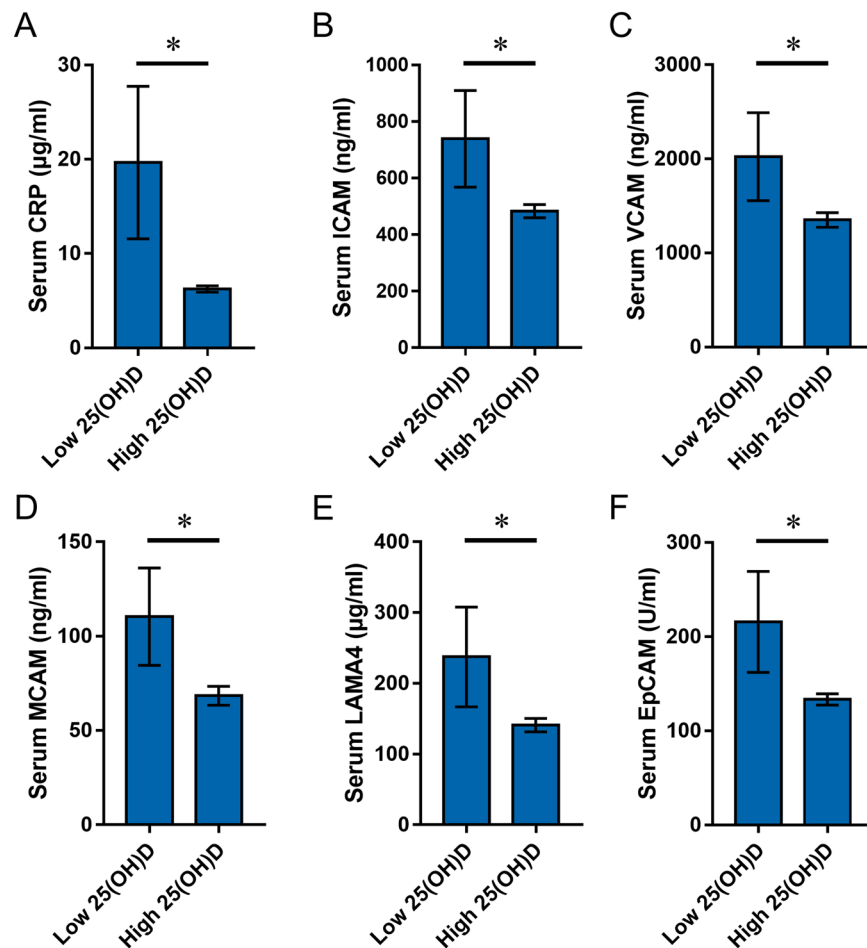 A
*
Serum CRP (μg/ml)
30
20
10
0
Low 25(OH)D
High 25(OH)D
B
*
Serum ICAM (ng/ml)
1000
800
600
400
200
0
Low 25(OH)D
High 25(OH)D
C
*
Serum VCAM (ng/ml)
3000
2000
1000
0
Low 25(OH)D
High 25(OH)D
D
*
Serum MCAM (ng/ml)
150
100
50
0
Low 25(OH)D
High 25(OH)D
E
*
Serum LAMA4 (μg/ml)
400
300
200
100
0
Low 25(OH)D
High 25(OH)D
F
*
Serum EpCAM (U/ml)
300
200
100
0
Low 25(OH)D
High 25(OH)D